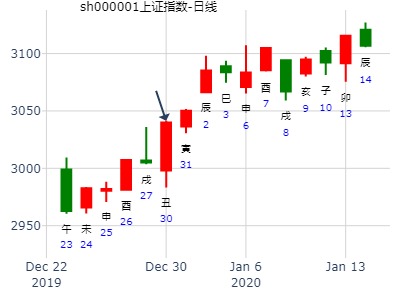 sh000001上证指数-日线
3100
3050
3000
2950
午
23
未
24
申
25
酉
26
戌
27
丑
30
寅
31
辰
2
巳
3
申
6
酉
7
戌
8
亥
9
子
10
卯
13
辰
14
Dec 22
2019
Dec 30
Jan 6
2020
Jan 13